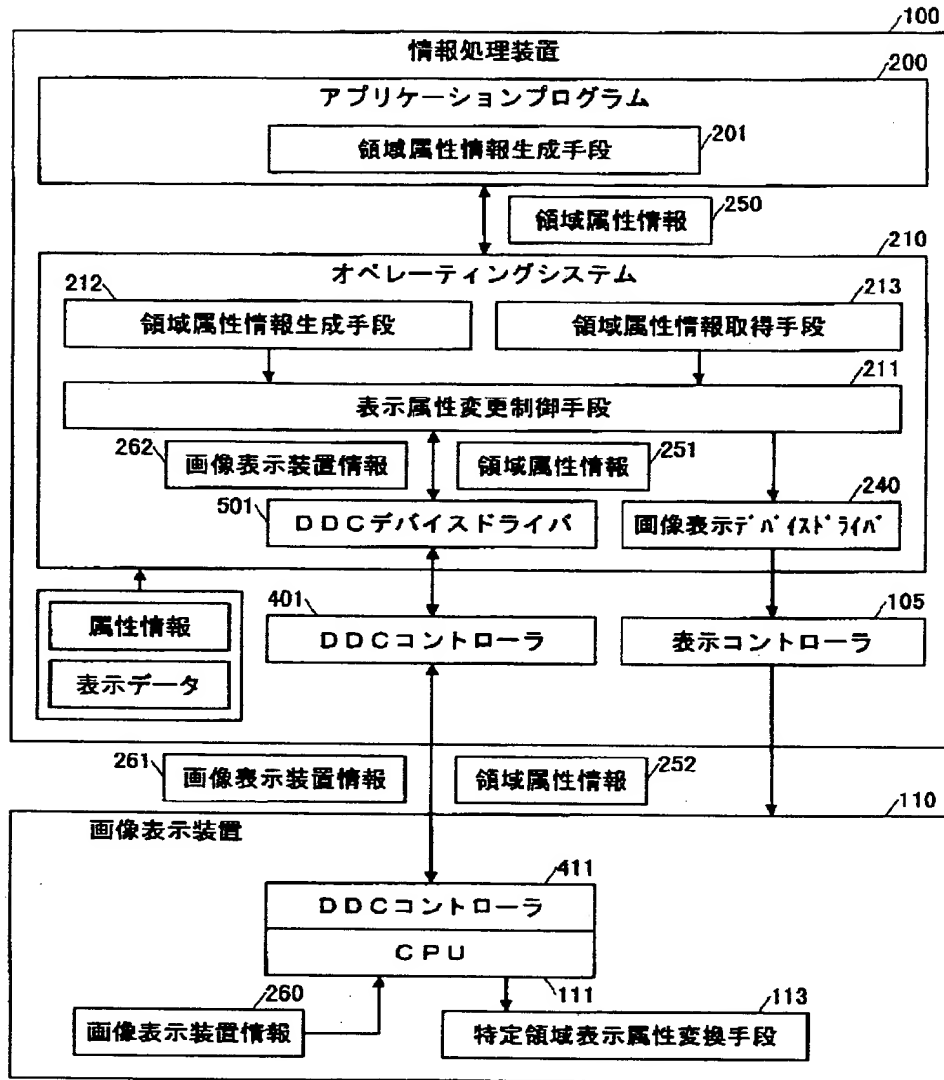 100
情報処理装置
200
アプリケーションプログラム
201
領域属性情報生成手段
領域属性情報
250
210
オペレーティングシステム
212
領域属性情報生成手段
213
領域属性情報取得手段
211
表示属性変更制御手段
262
画像表示装置情報
領域属性情報
251
501
DDCデバイスドライバ
240
画像表示ﾃﾞﾊﾞｲｽﾄﾞﾗｲﾊﾞ
属性情報
表示データ
401
DDCコントローラ
105
表示コントローラ
261
画像表示装置情報
領域属性情報
252
110
画像表示装置
411
DDCコントローラ
CPU
111
260
画像表示装置情報
113
特定領域表示属性変換手段